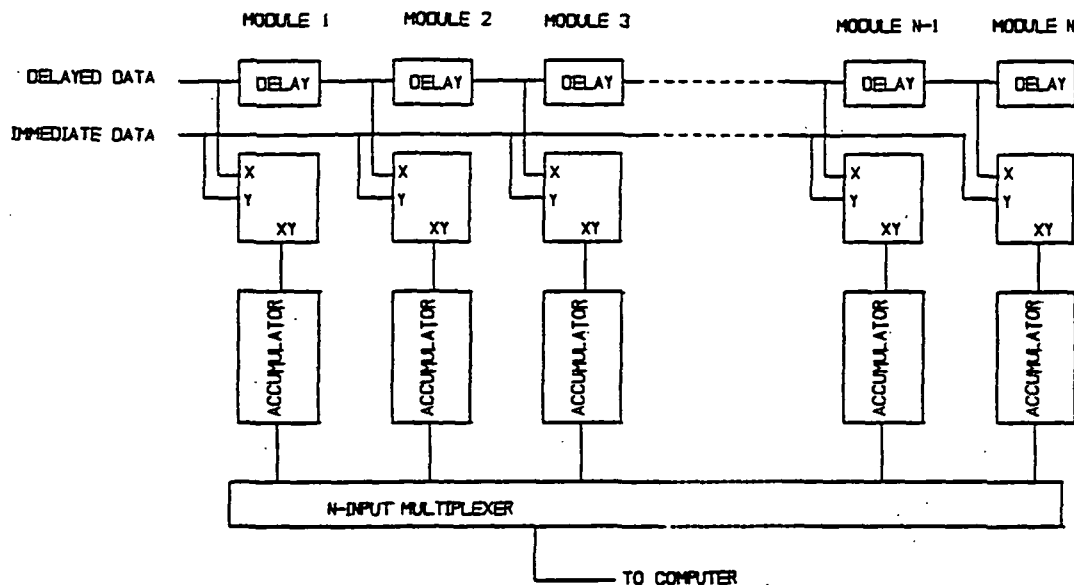 MODULE 1 MODULE 2 MODULE 3 MODULE N-1 MODULE N
DELAYED DATA DELAY DELAY DELAY DELAY DELAY
IMMEDIATE DATA
X X X X X
Y Y Y Y Y
XY XY XY XY XY
ACCUMULATOR ACCUMULATOR ACCUMULATOR ACCUMULATOR ACCUMULATOR
N-INPUT MULTIPLEXER
TO COMPUTER